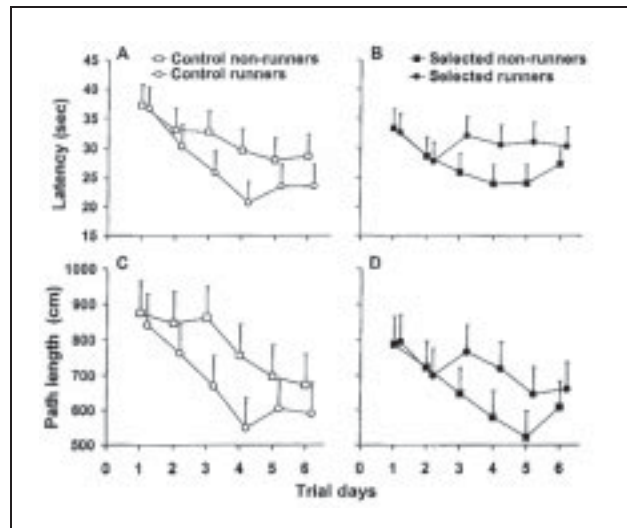 A
Control non-runners
Control runners
B
Selected non-runners
Selected runners
Latency (sec)
45
40
35
30
25
20
15
C
D
Path length (cm)
1000
900
800
700
600
500
1 2 3 4 5 6
1 2 3 4 5 6
Trial days